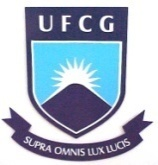 UFCG
SUPRA OMNIS LUX LUCIS